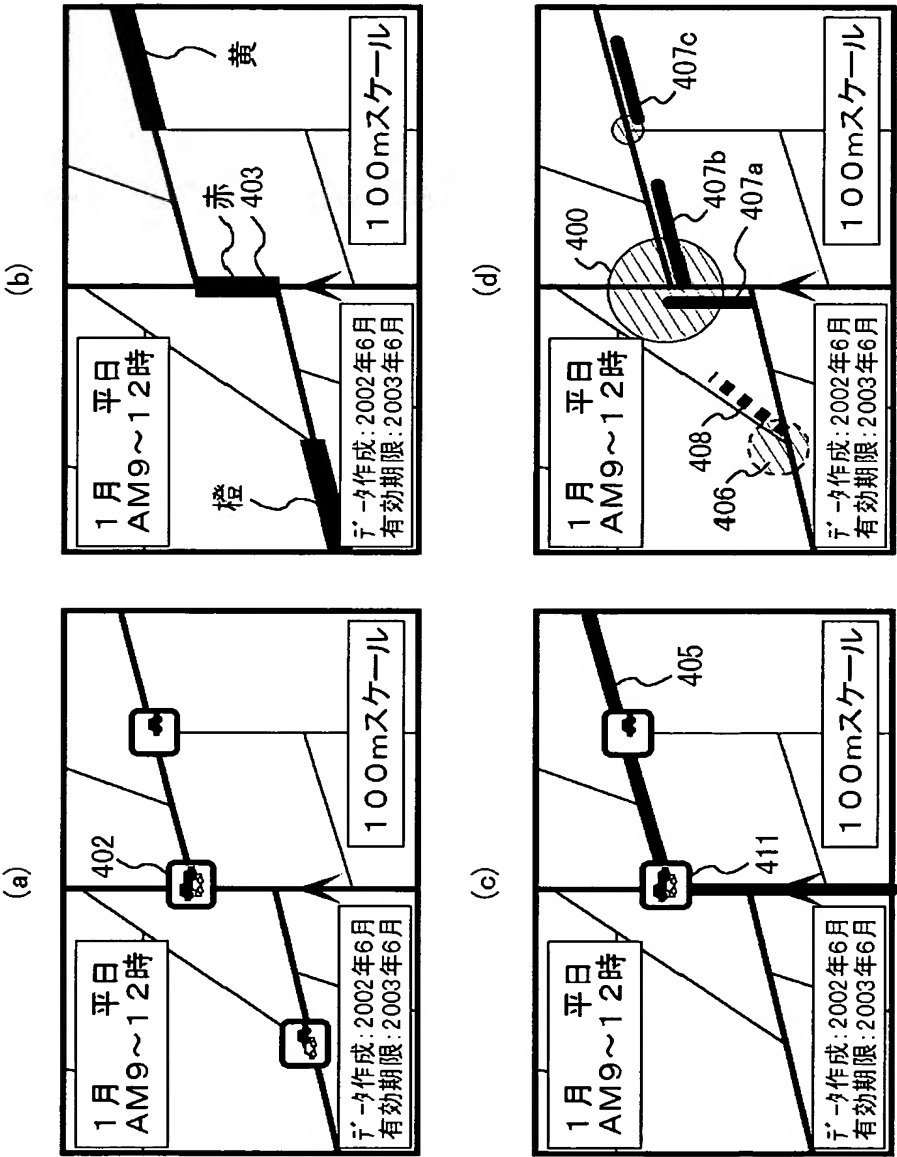 (a)
1月 平日
AM9〜12時
402
データ作成:2002年6月
有効期限:2003年6月
100mスケール
(b)
1月 平日
AM9〜12時
橙
赤
403
黄
データ作成:2002年6月
有効期限:2003年6月
100mスケール
(c)
1月 平日
AM9〜12時
405
411
データ作成:2002年6月
有効期限:2003年6月
100mスケール
(d)
1月 平日
AM9〜12時
400
406
408
407b
407a
407c
データ作成:2002年6月
有効期限:2003年6月
100mスケール